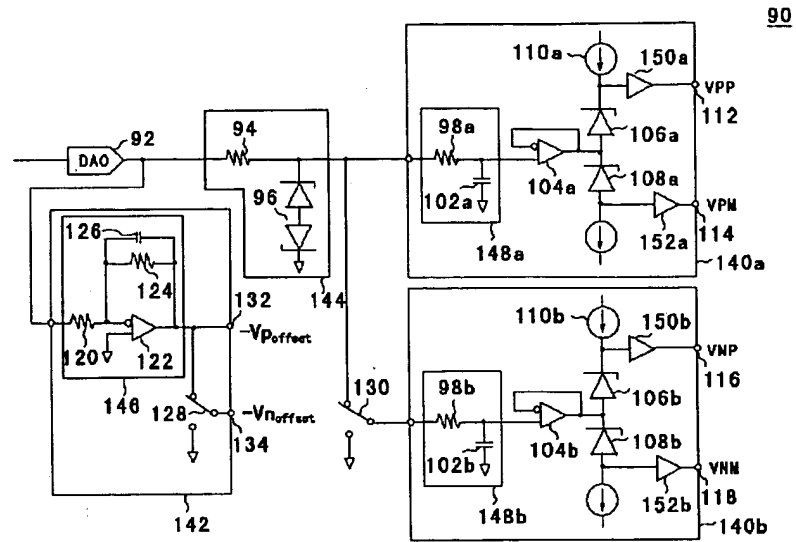 90
110a
150a
VPP
112
92
94
98a
106a
DAO
96
102a
104a
108a
VPM
114
152a
126
148a
140a
124
144
132
120
122
-Vpoffset
146
110b
150b
VNP
116
130
98b
106b
128
-Vnoffset
134
102b
104b
108b
VNM
118
142
148b
152b
140b